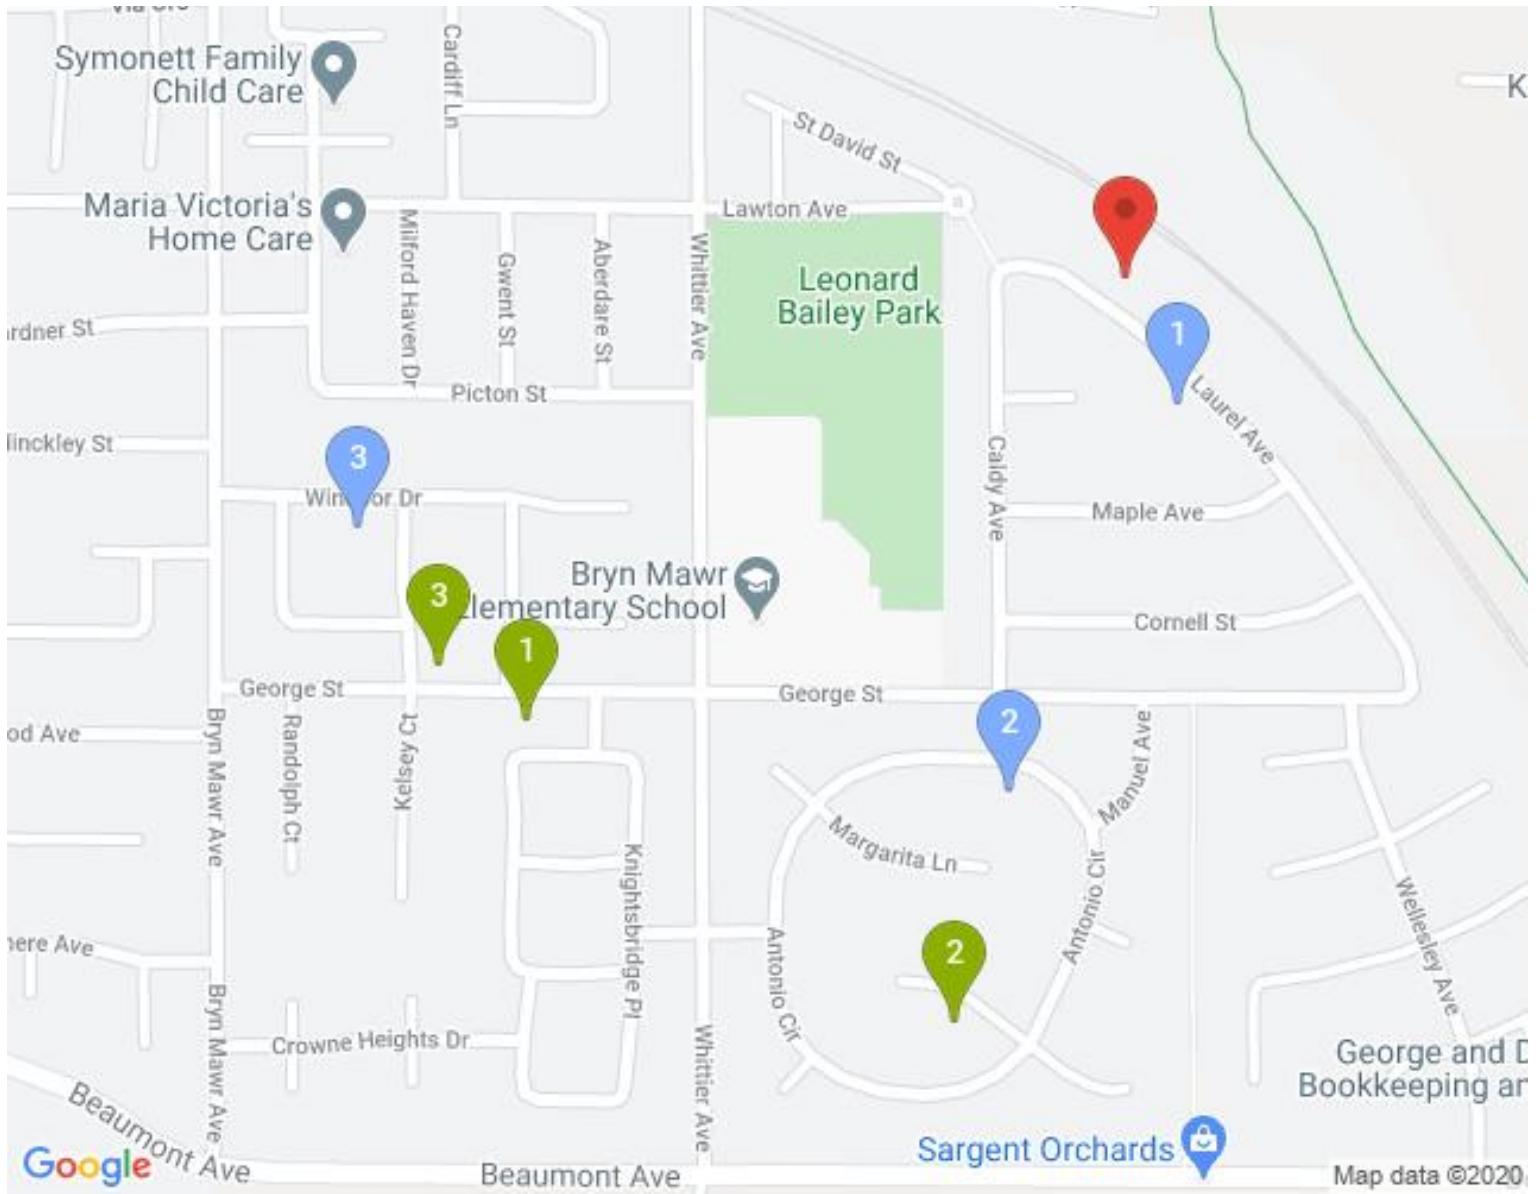 Symonett Family
Child Care
Cardiff Ln
St David St
K
Maria Victoria's
Home Care
Lawton Ave
Milford Haven Dr
Gwent St
Aberdare St
Whittier Ave
Leonard
Bailey Park
rdner St
1
Picton St
Laurel Ave
linckley St
3
Caldy Ave
Maple Ave
Bryn Mawr
Elementary School
3
Cornell St
1
George St
George St
2
od Ave
Bryn Mawr Ave
Randolph Ct
Kelsey Ct
Manuel Ave
Margarita Ln
Knightsbridge Pl
Antonio Cir
Wellesley Ave
nere Ave
2
Antonio Cir
Bryn Mawr Ave
Crowne Heights Dr
Whittier Ave
George and D
Bookkeeping an
Beaumont Ave
Sargent Orchards
Google
Beaumont Ave
Map data ©2020